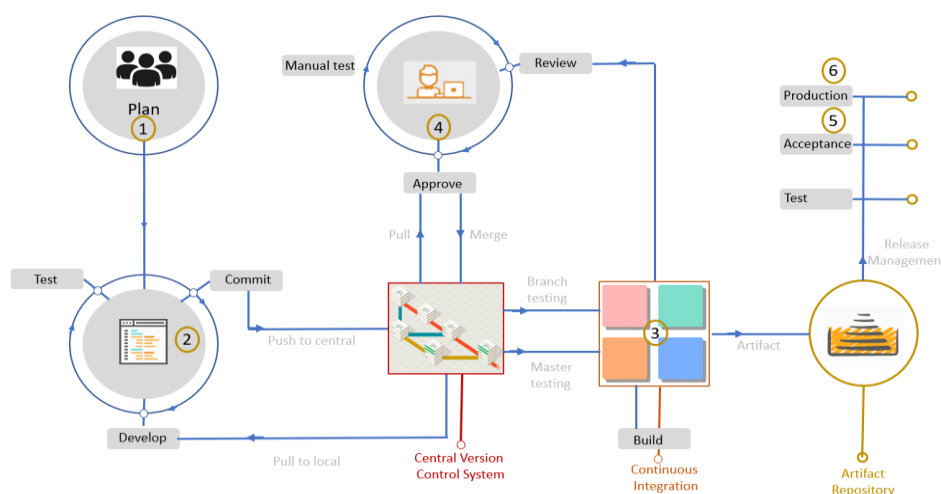 Plan
1
Manual test
Review
4
Approve
Pull
Merge
6
Production
5
Acceptance
Test
Release
Management
Test
Commit
2
Develop
Push to central
Pull to local
Branch
testing
Master
testing
3
Build
Central Version
Control System
Continuous
Integration
Artifact
Artifact
Repository